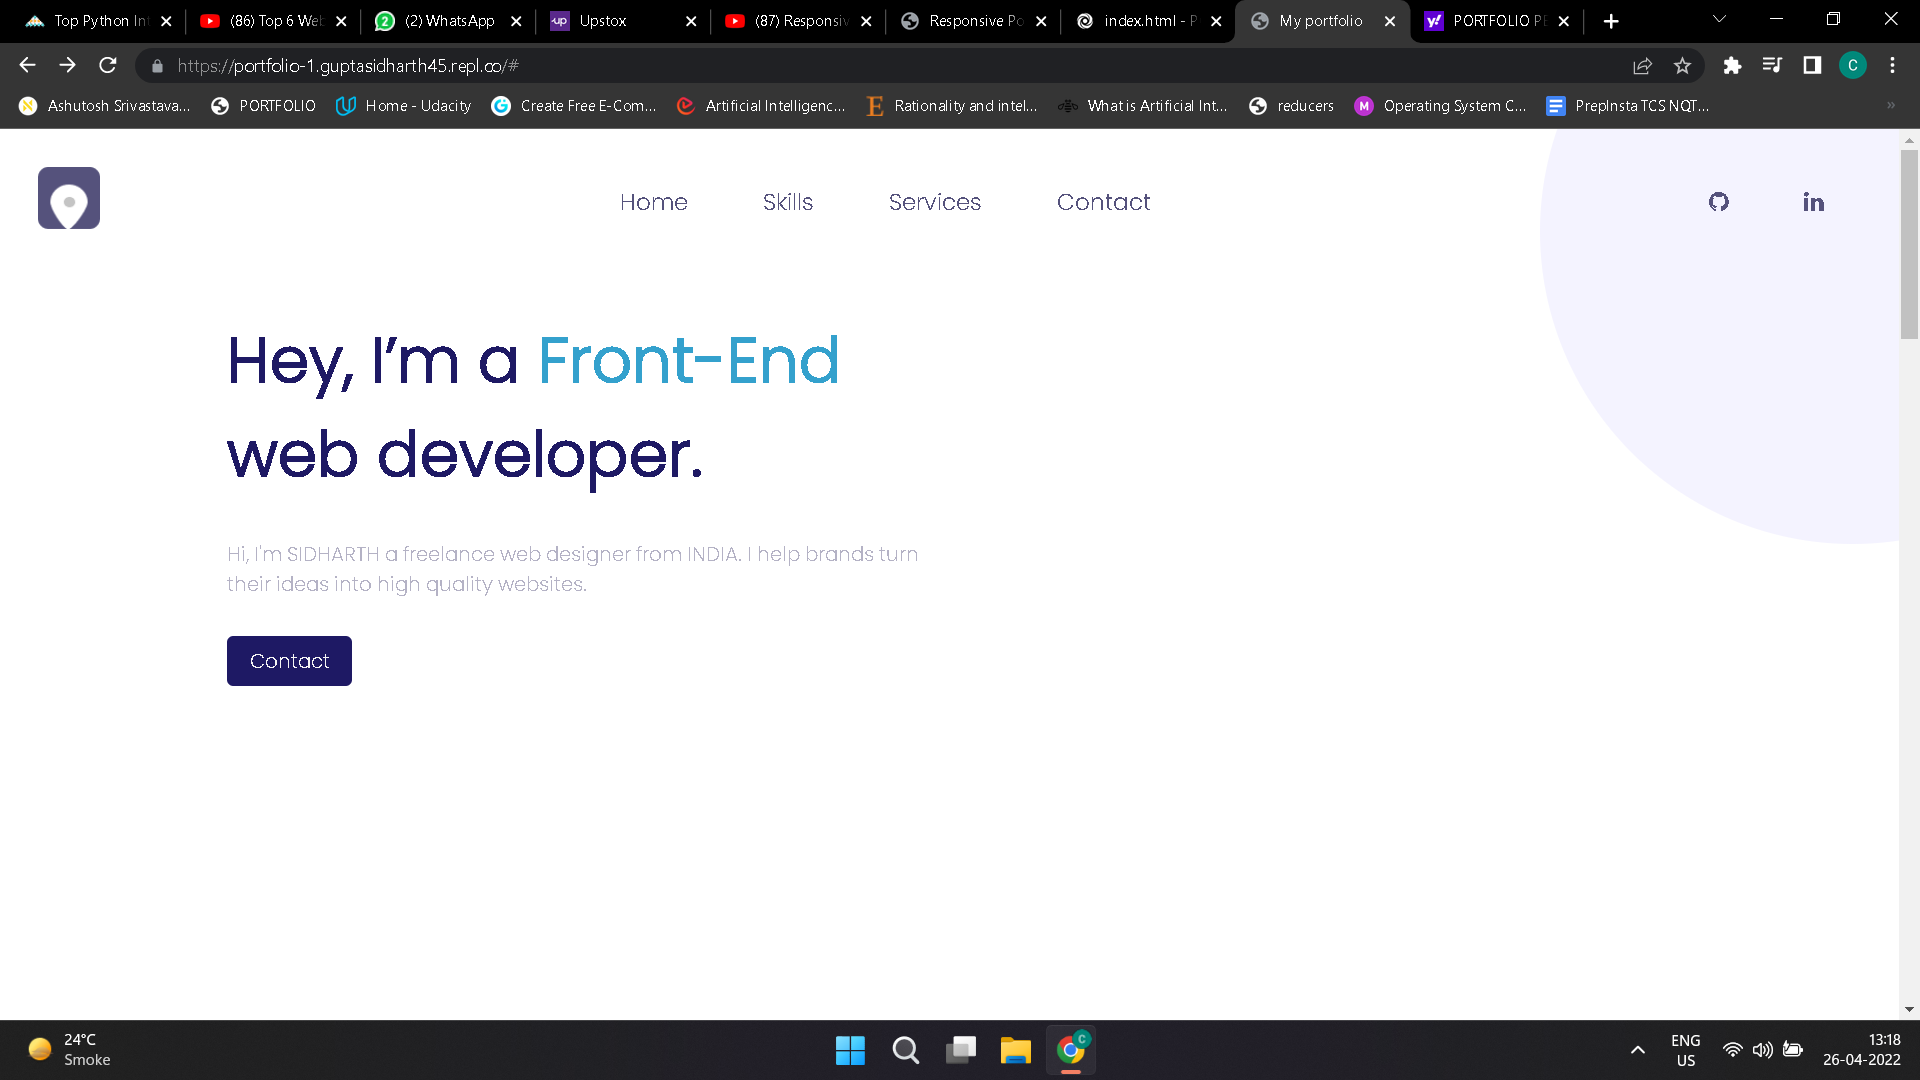 Top Python Int
(86) Top 6 Web
(2) WhatsApp
Upstox
(87) Responsiv
Responsive Po
index.html - P
My portfolio
PORTFOLIO PE
https://portfolio-1.guptasidharth45.repl.co/#
C
Ashutosh Srivastava...
PORTFOLIO
Home - Udacity
Create Free E-Com...
Artificial Intelligenc...
Rationality and intel...
What is Artificial Int...
reducers
Operating System C...
PrepInsta TCS NQT...
Home
Skills
Services
Contact
Hey, I’m a Front-End
web developer.
Hi, I'm SIDHARTH a freelance web designer from INDIA. I help brands turn
their ideas into high quality websites.
Contact
24°C
Smoke
ENG
US
13:18
26-04-2022